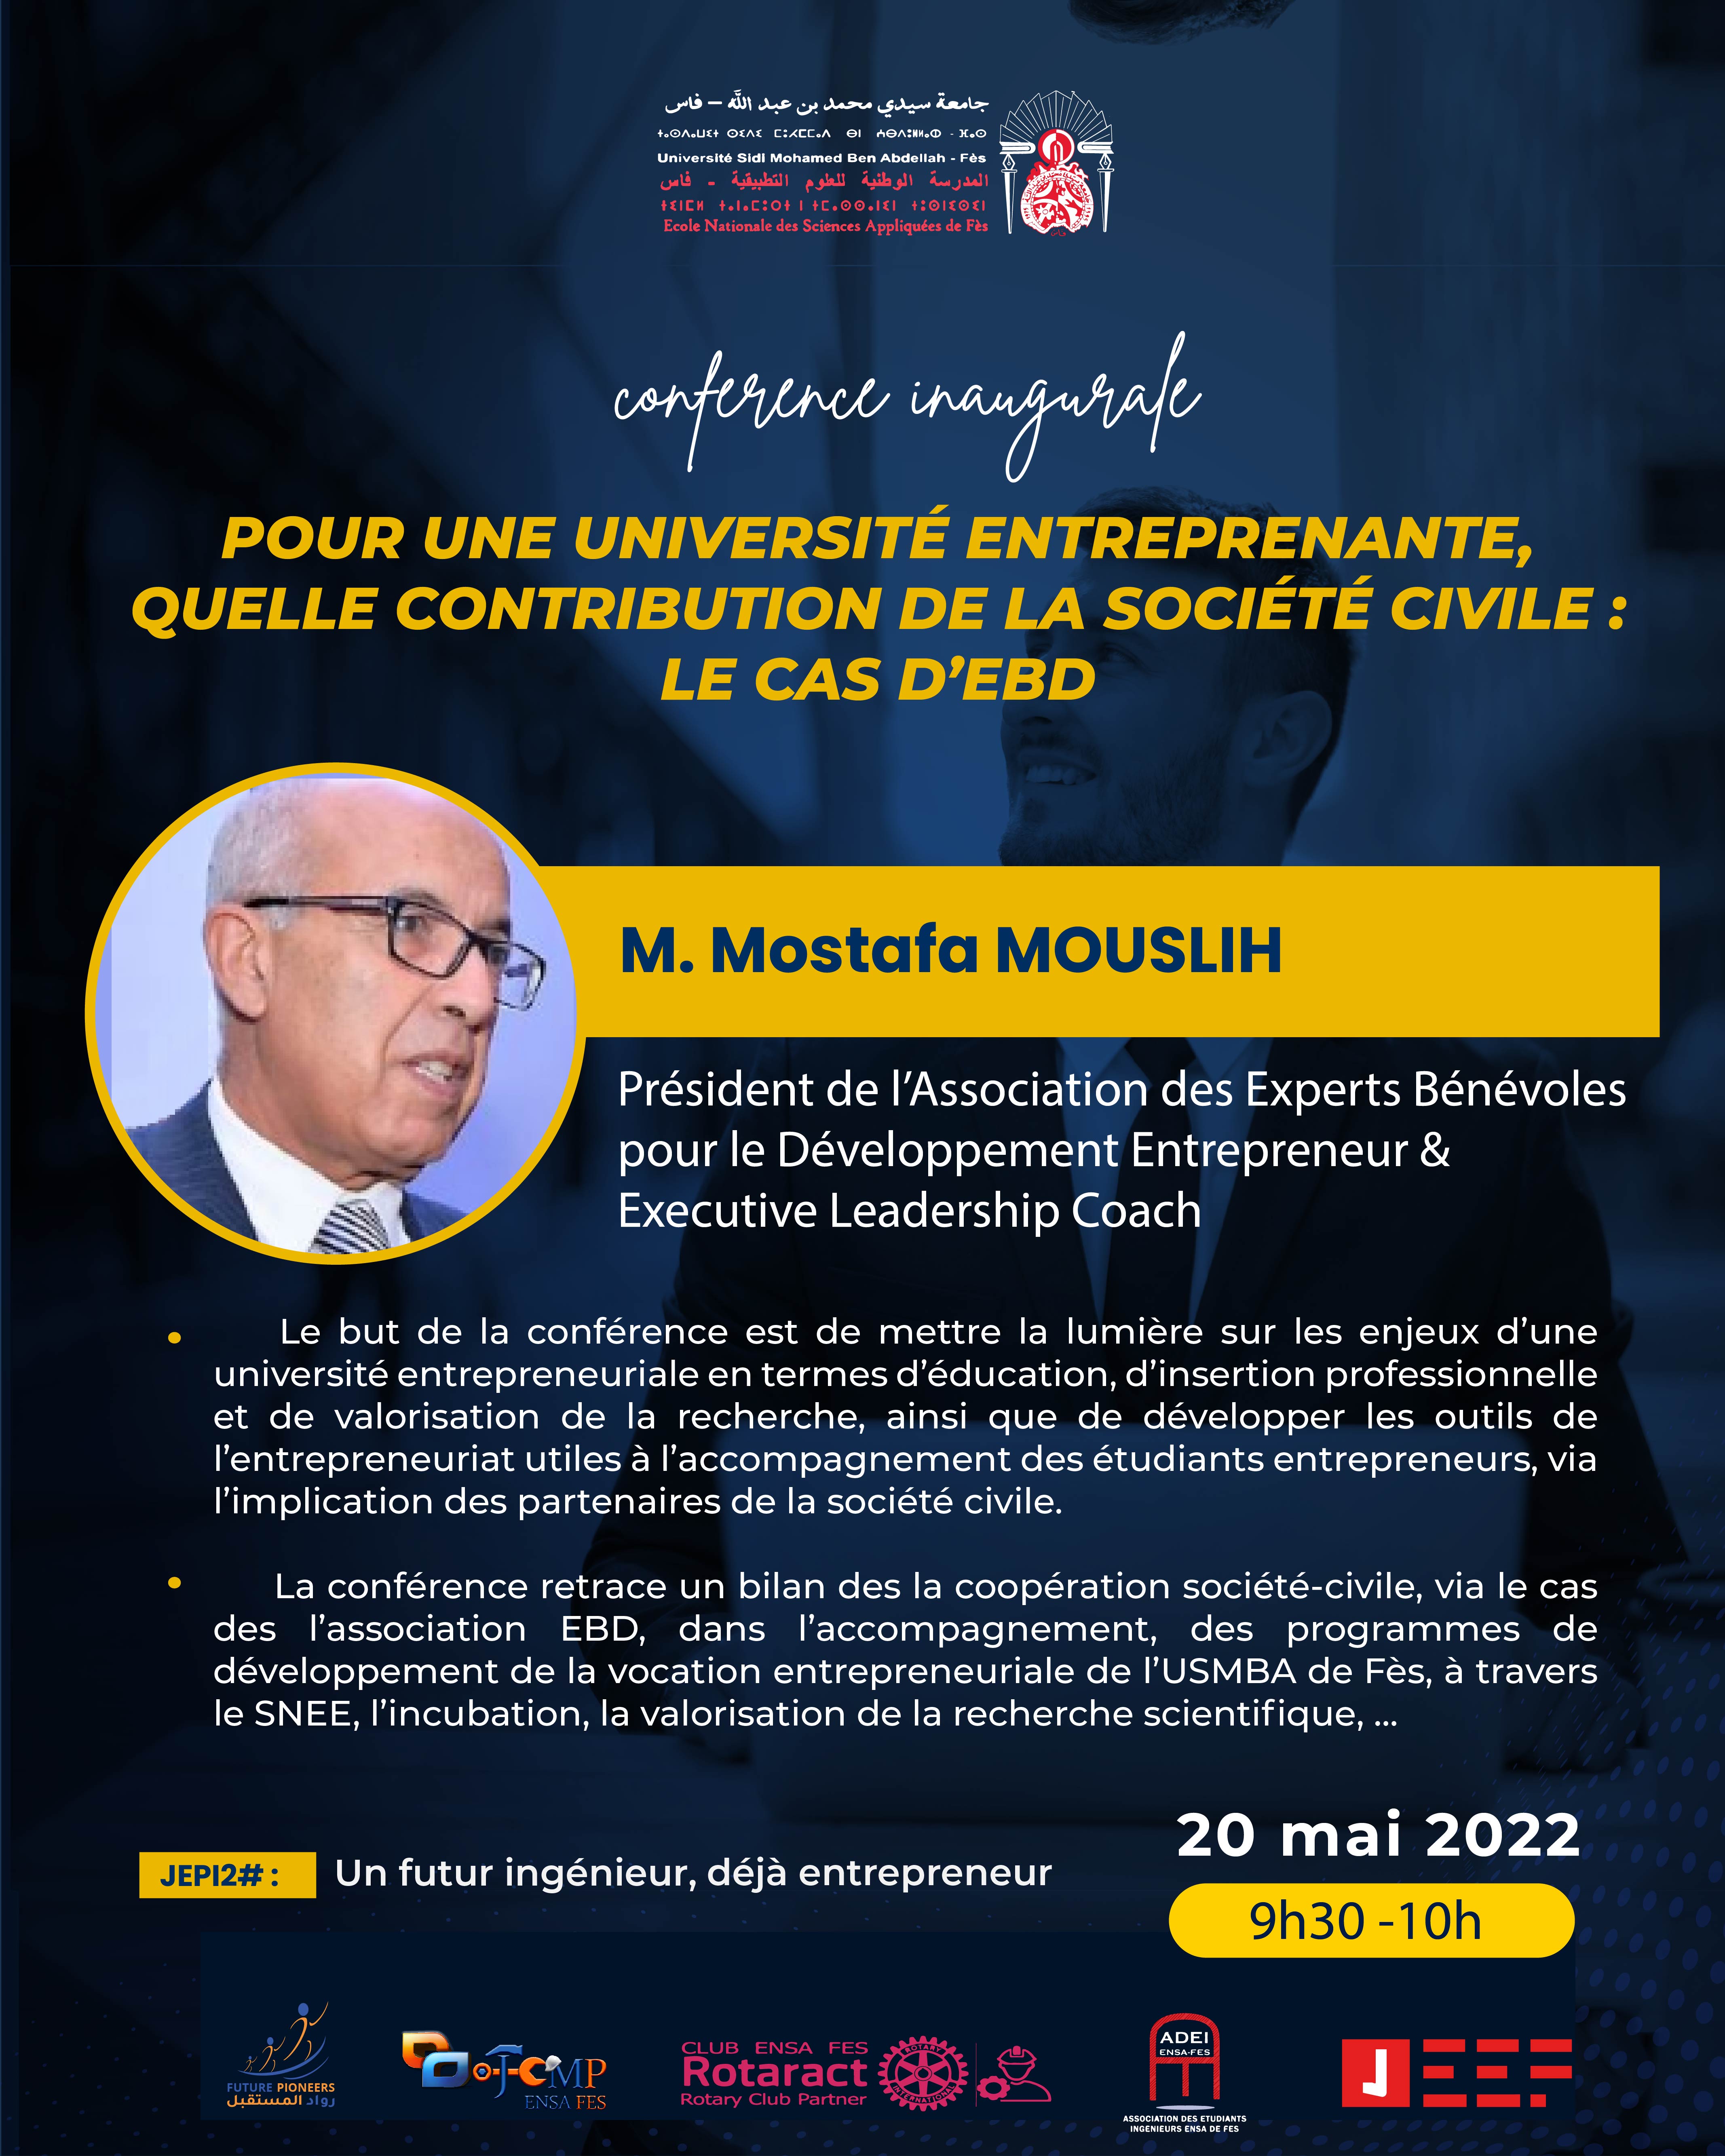 جامعة سيدي محمد بن عبد الله – فاس
Université Sidi Mohamed Ben Abdellah - Fès
المدرسة الوطنية للعلوم التطبيقية - فاس
Ecole Nationale des Sciences Appliquées de Fès
conference inaugurale
POUR UNE UNIVERSITÉ ENTREPRENANTE,
QUELLE CONTRIBUTION DE LA SOCIÉTÉ CIVILE :
LE CAS D’EBD
M. Mostafa MOUSLIH
Président de l’Association des Experts Bénévoles
pour le Développement Entrepreneur &
Executive Leadership Coach
• Le but de la conférence est de mettre la lumière sur les enjeux d’une
université entrepreneuriale en termes d’éducation, d’insertion professionnelle
et de valorisation de la recherche, ainsi que de développer les outils de
l’entrepreneuriat utiles à l’accompagnement des étudiants entrepreneurs, via
l’implication des partenaires de la société civile.
• La conférence retrace un bilan des la coopération société-civile, via le cas
des l’association EBD, dans l’accompagnement, des programmes de
développement de la vocation entrepreneuriale de l’USMBA de Fès, à travers
le SNEE, l’incubation, la valorisation de la recherche scientifique, ...
20 mai 2022
JEPI2# : Un futur ingénieur, déjà entrepreneur
9h30 -10h
FUTURE PIONEERS
رواد المستقبل
ENSA FES
CLUB ENSA FES
Rotaract
Rotary Club Partner
ROTARY
INTERNATIONAL
ADEI
ENSA-FES
ASSOCIATION DES ETUDIANTS
INGENIEURS ENSA DE FES
JEEF